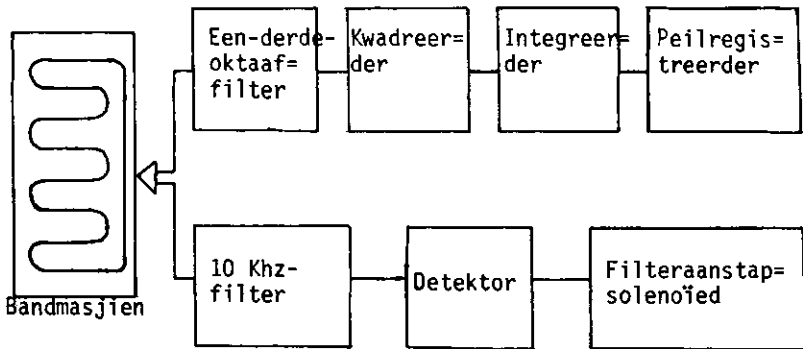 Een-derde-
oktaaf=
filter
Kwadreer=
der
Integreer=
der
Peilregis=
treerder
10 Khz-
filter
Detektor
Filteraanstap=
solenoïed
Bandmasjien